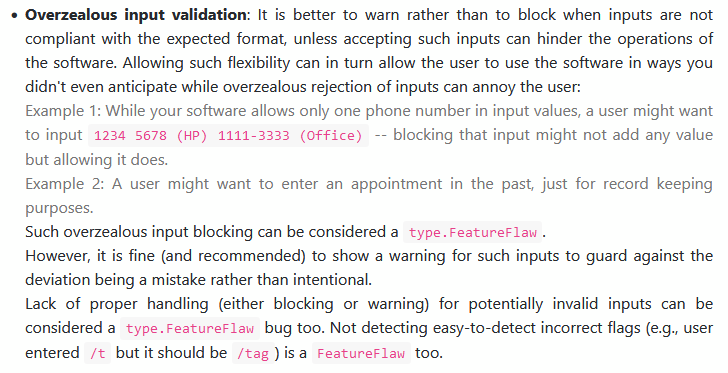 • Overzealous input validation: It is better to warn rather than to block when inputs are not
compliant with the expected format, unless accepting such inputs can hinder the operations of
the software. Allowing such flexibility can in turn allow the user to use the software in ways you
didn't even anticipate while overzealous rejection of inputs can annoy the user:
Example 1: While your software allows only one phone number in input values, a user might want
to input 1234 5678 (HP) 1111-3333 (Office) -- blocking that input might not add any value
but allowing it does.
Example 2: A user might want to enter an appointment in the past, just for record keeping
purposes.
Such overzealous input blocking can be considered a type.FeatureFlaw.
However, it is fine (and recommended) to show a warning for such inputs to guard against the
deviation being a mistake rather than intentional.
Lack of proper handling (either blocking or warning) for potentially invalid inputs can be
considered a type.FeatureFlaw bug too. Not detecting easy-to-detect incorrect flags (e.g., user
entered /t but it should be /tag ) is a FeatureFlaw too.